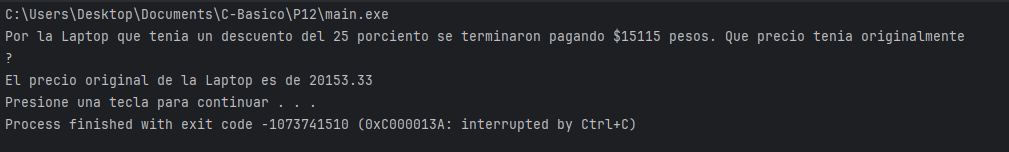 C:\Users\Desktop\Documents\C-Basico\P12\main.exe
Por la Laptop que tenia un descuento del 25 porciento se terminaron pagando $15115 pesos. Que precio tenia originalmente
?
El precio original de la Laptop es de 20153.33
Presione una tecla para continuar . . .
Process finished with exit code -1073741510 (0xC000013A: interrupted by Ctrl+C)